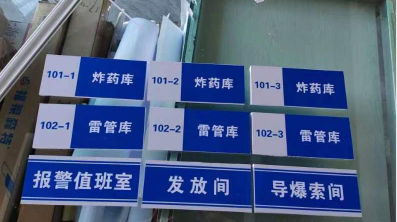 101-1 炸药库
101-2 炸药库
101-3 炸药库
102-1 雷管库
102-2 雷管库
102-3 雷管库
报警值班室
发放间
导爆索间